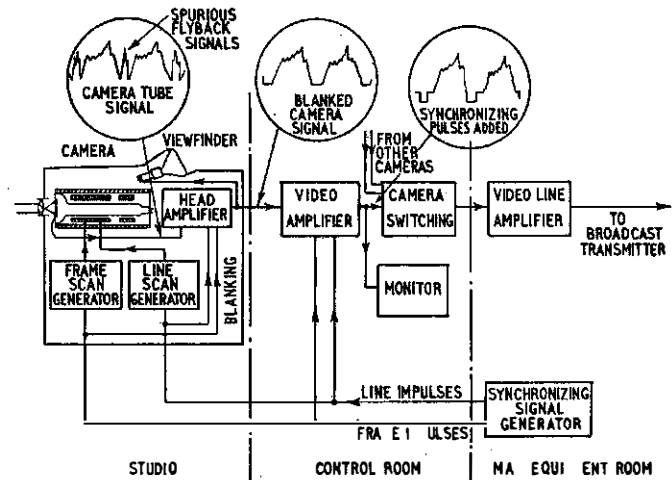 SPURIOUS
FLYBACK
SIGNALS
CAMERA TUBE
SIGNAL
BLANKED
CAMERA
SIGNAL
SYNCHRONIZING
PULSES ADDED
CAMERA
VIEWFINDER
FROM
OTHER
CAMERAS
HEAD
AMPLIFIER
VIDEO
AMPLIFIER
CAMERA
SWITCHING
VIDEO LINE
AMPLIFIER
TO
BROADCAST
TRANSMITTER
FRAME
SCAN
GENERATOR
LINE
SCAN
GENERATOR
BLANKING
MONITOR
LINE IMPULSES
SYNCHRONIZING
SIGNAL
GENERATOR
STUDIO
CONTROL ROOM
ROOM